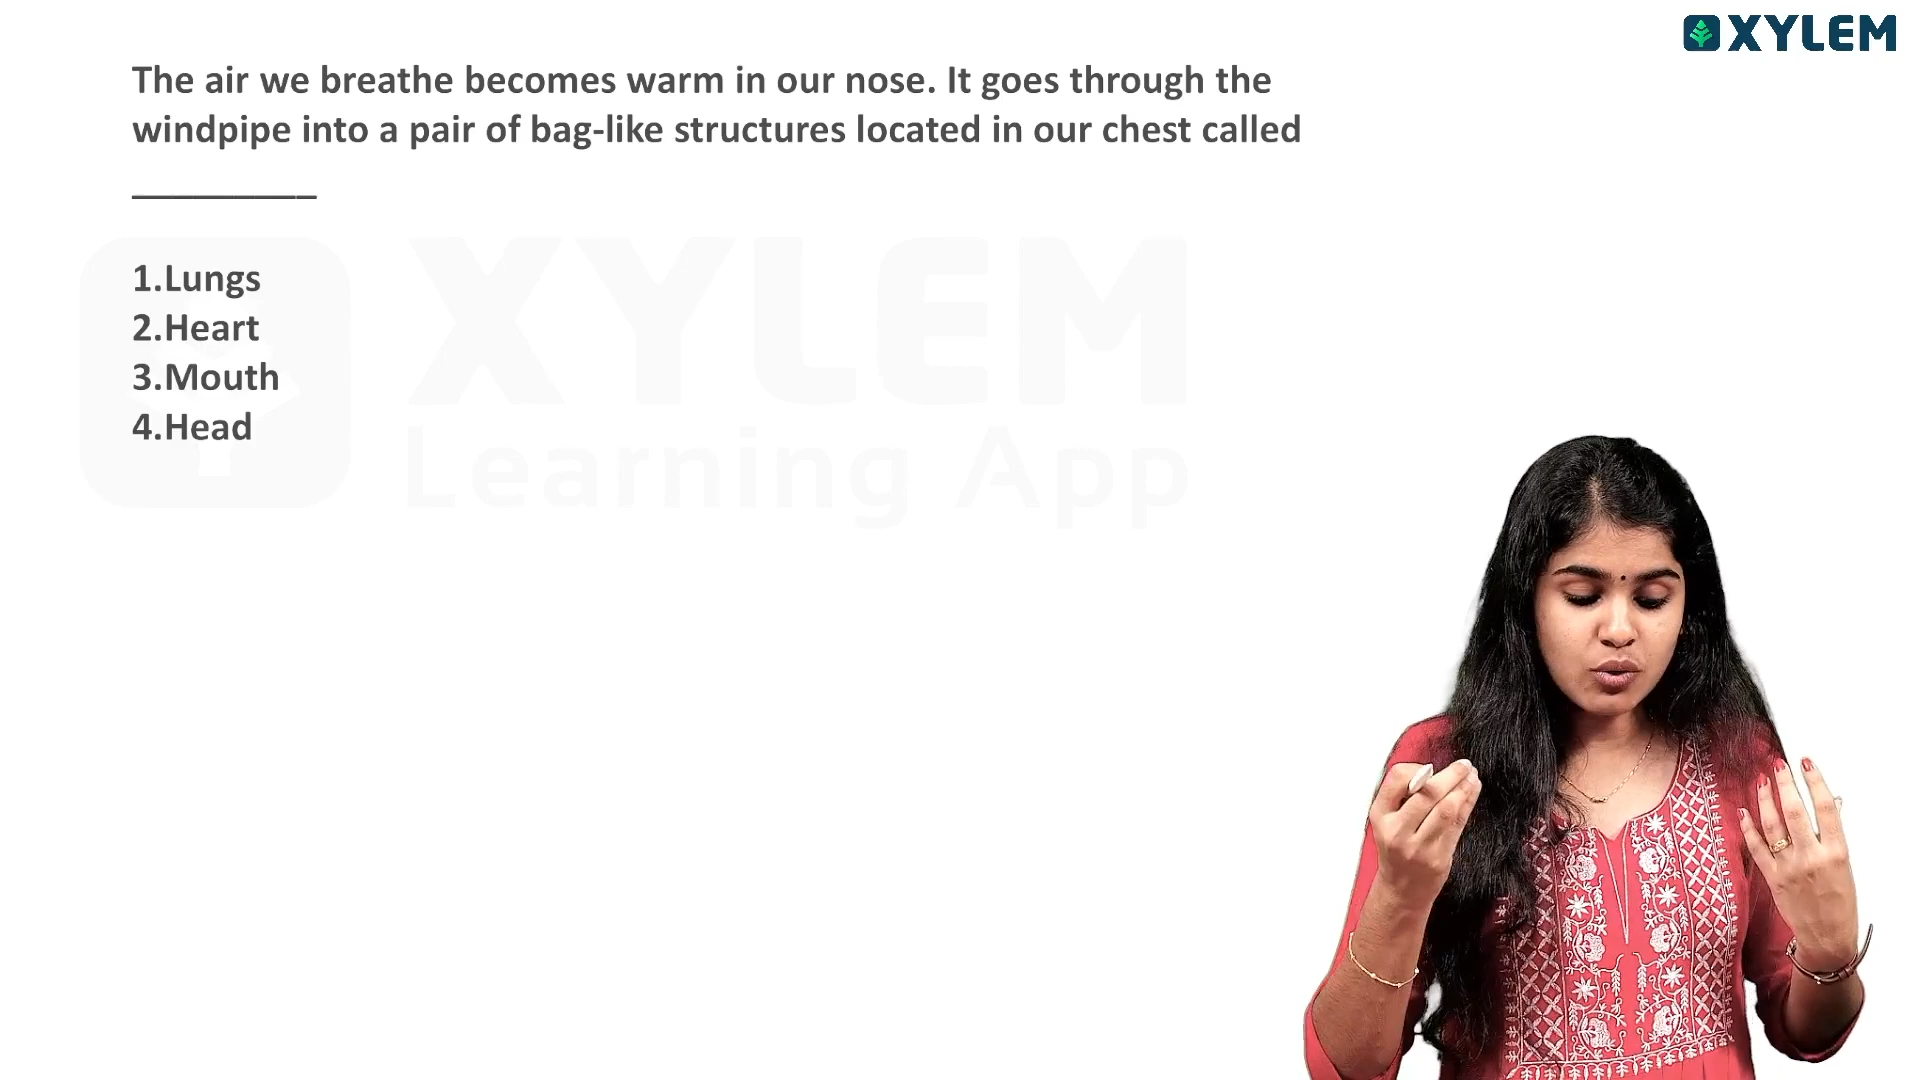 XYLEM
The air we breathe becomes warm in our nose. It goes through the
windpipe into a pair of bag-like structures located in our chest called
_________
XYLEM
Learning App
1.Lungs
2.Heart
3.Mouth
4.Head